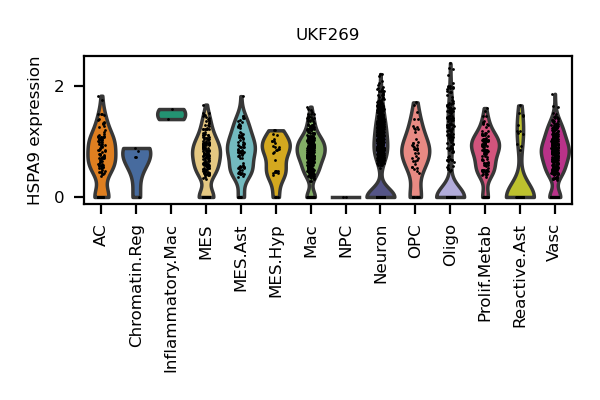 UKF269
HSPA9 expression
2
0
AC
Chromatin.Reg
Inflammatory.Mac
MES
MES.Ast
MES.Hyp
Mac
NPC
Neuron
OPC
Oligo
Prolif.Metab
Reactive.Ast
Vasc